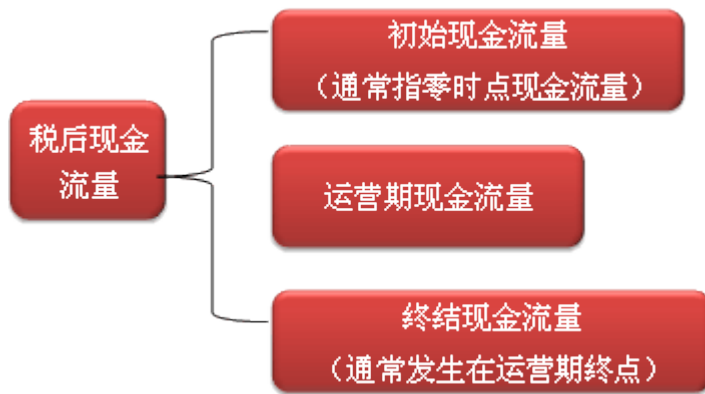 税后现金
流量
初始现金流量
（通常指零时点现金流量）
运营期现金流量
终结现金流量
（通常发生在运营期终点）